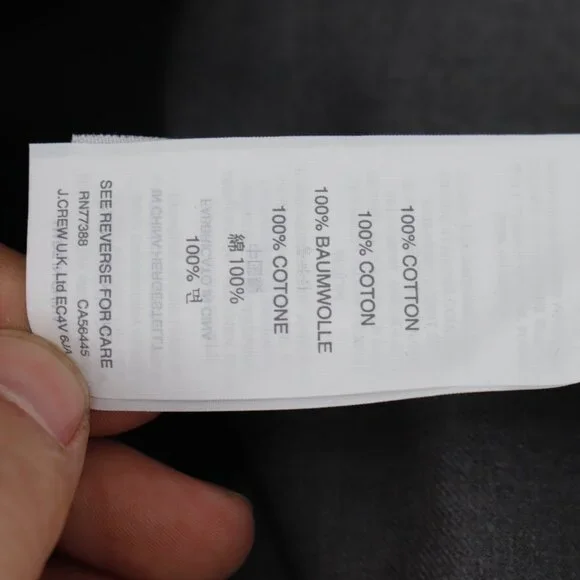 100% COTTON
100% COTON
100% BAUMWOLLE
100% COTONE
綿 100%
100% 면
SEE REVERSE FOR CARE
RN77388 CA56445
J.CREW U.K. Ltd EC4V 6JA